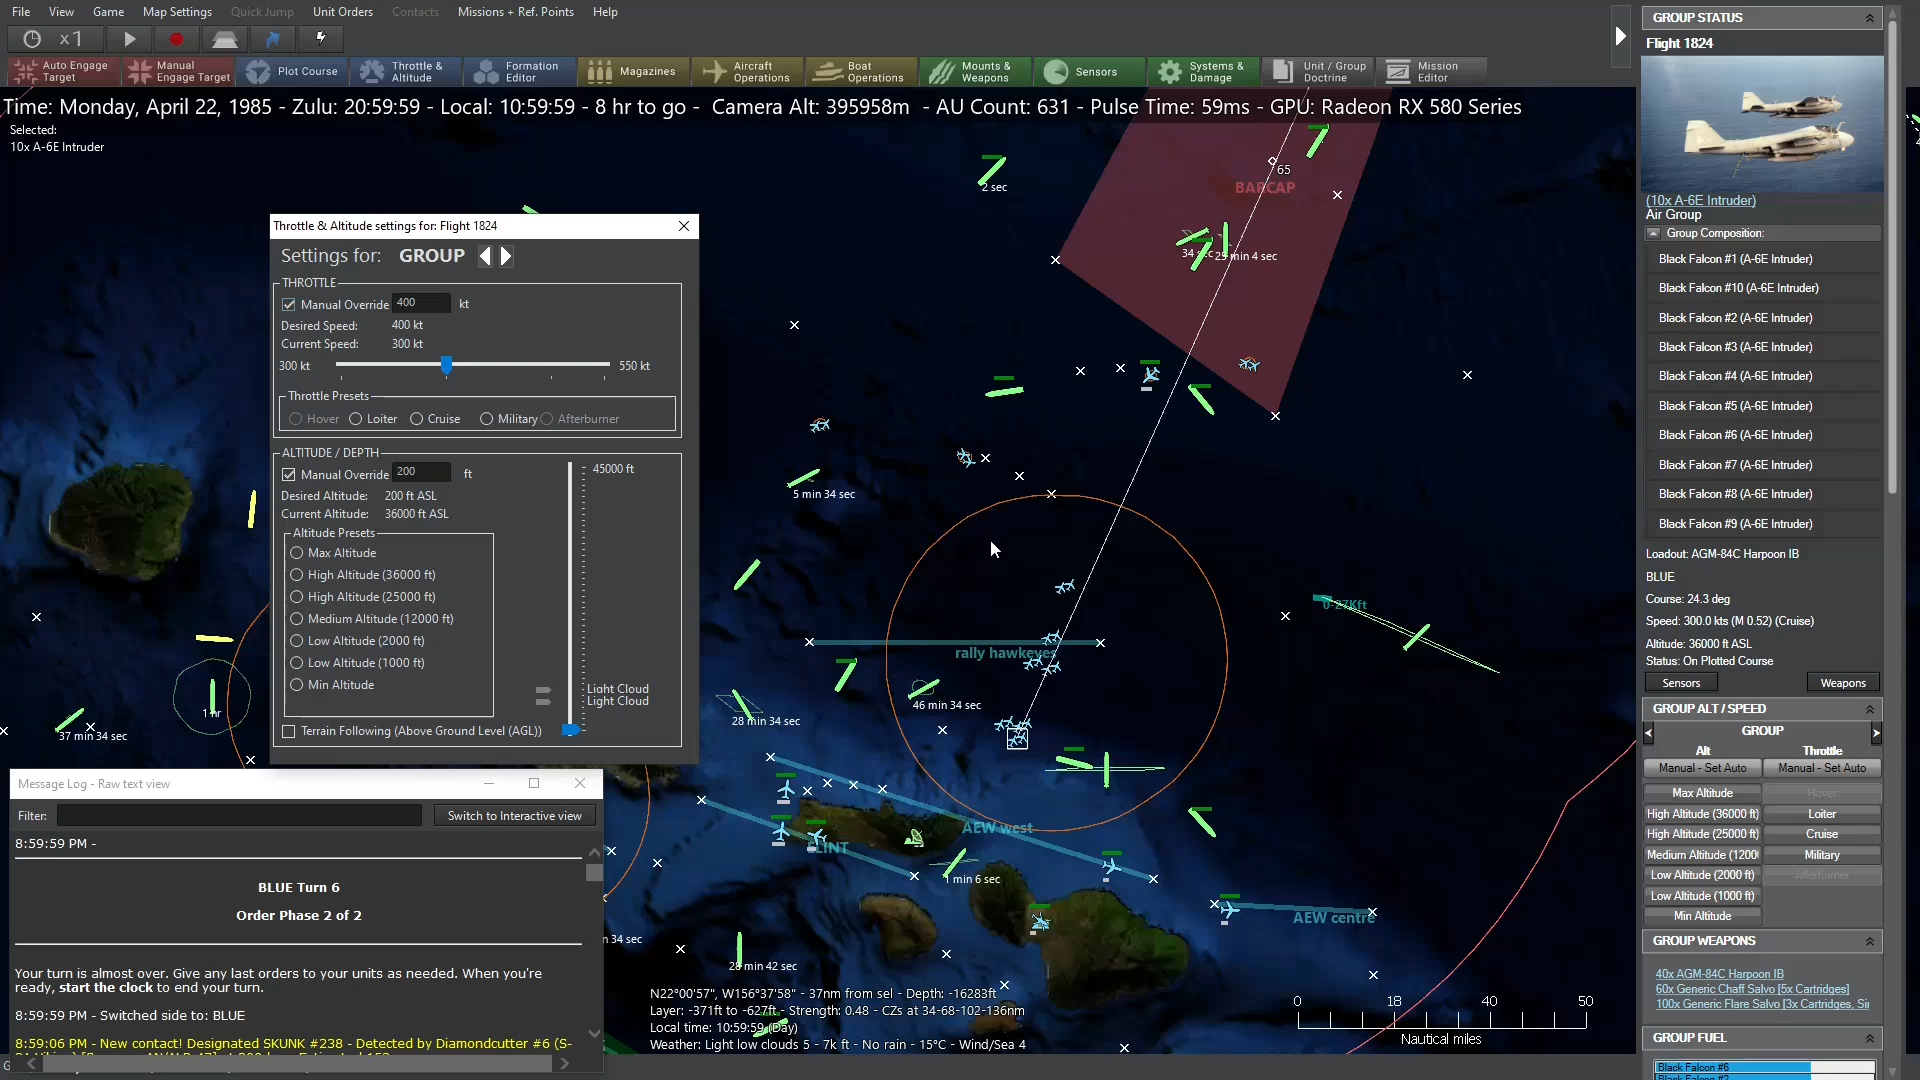 File View Game Map Settings Quick Jump Unit Orders Contacts Missions + Ref. Points Help
x1
Auto Engage Target
Manual Engage Target
Plot Course
Throttle & Altitude
Formation Editor
Magazines
Aircraft Operations
Boat Operations
Mounts & Weapons
Sensors
Systems & Damage
Unit / Group Doctrine
Mission Editor
Time: Monday, April 22, 1985 - Zulu: 20:59:59 - Local: 10:59:59 - 8 hr to go - Camera Alt: 395958m - AU Count: 631 - Pulse Time: 59ms - GPU: Radeon RX 580 Series
Selected:
10x A-6E Intruder
Throttle & Altitude settings for: Flight 1824
Settings for: GROUP
THROTTLE
Manual Override 400 kt
Desired Speed: 400 kt
Current Speed: 300 kt
300 kt 550 kt
Throttle Presets
Hover Loiter Cruise Military Afterburner
ALTITUDE / DEPTH
Manual Override 200 ft
45000 ft
Desired Altitude: 200 ft ASL
Current Altitude: 36000 ft ASL
Altitude Presets
Max Altitude
High Altitude (36000 ft)
High Altitude (25000 ft)
Medium Altitude (12000 ft)
Low Altitude (2000 ft)
Low Altitude (1000 ft)
Min Altitude
Light Cloud
Light Cloud
Terrain Following (Above Ground Level (AGL))
Message Log - Raw text view
Filter: Switch to Interactive view
8:59:59 PM -
BLUE Turn 6
Order Phase 2 of 2
Your turn is almost over. Give any last orders to your units as needed. When you're
ready, start the clock to end your turn.
8:59:59 PM - Switched side to: BLUE
8:59:06 PM - New contact! Designated SKUNK #238 - Detected by Diamondcutter #6 (S-
2 sec
65
BARCAP
34
25 min 4 sec
5 min 34 sec
0-27Kft
rally hawkeyes
46 min 34 sec
28 min 34 sec
1 hr
37 min 34 sec
AEW west
ELINT
1 min 6 sec
AEW centre
n 34 sec
28 min 42 sec
N22°00'57", W156°37'58" - 37nm from sel - Depth: -16283ft
Layer: -371ft to -627ft - Strength: 0.48 - CZs at 34-68-102-136nm
Local time: 10:59:59 (Day)
Weather: Light low clouds 5 - 7k ft - No rain - 15°C - Wind/Sea 4
0 18 40 50
Nautical miles
GROUP STATUS
Flight 1824
(10x A-6E Intruder)
Air Group
Group Composition:
Black Falcon #1 (A-6E Intruder)
Black Falcon #10 (A-6E Intruder)
Black Falcon #2 (A-6E Intruder)
Black Falcon #3 (A-6E Intruder)
Black Falcon #4 (A-6E Intruder)
Black Falcon #5 (A-6E Intruder)
Black Falcon #6 (A-6E Intruder)
Black Falcon #7 (A-6E Intruder)
Black Falcon #8 (A-6E Intruder)
Black Falcon #9 (A-6E Intruder)
Loadout: AGM-84C Harpoon IB
BLUE
Course: 24.3 deg
Speed: 300.0 kts (M 0.52) (Cruise)
Altitude: 36000 ft ASL
Status: On Plotted Course
Sensors Weapons
GROUP ALT / SPEED
GROUP
Alt Throttle
Manual - Set Auto Manual - Set Auto
Max Altitude Hover
High Altitude (36000 ft) Loiter
High Altitude (25000 ft) Cruise
Medium Altitude (1200 Military
Low Altitude (2000 ft) Afterburner
Low Altitude (1000 ft)
Min Altitude
GROUP WEAPONS
40x AGM-84C Harpoon IB
60x Generic Chaff Salvo [5x Cartridges]
100x Generic Flare Salvo [3x Cartridges, Sin
GROUP FUEL
Black Falcon #6